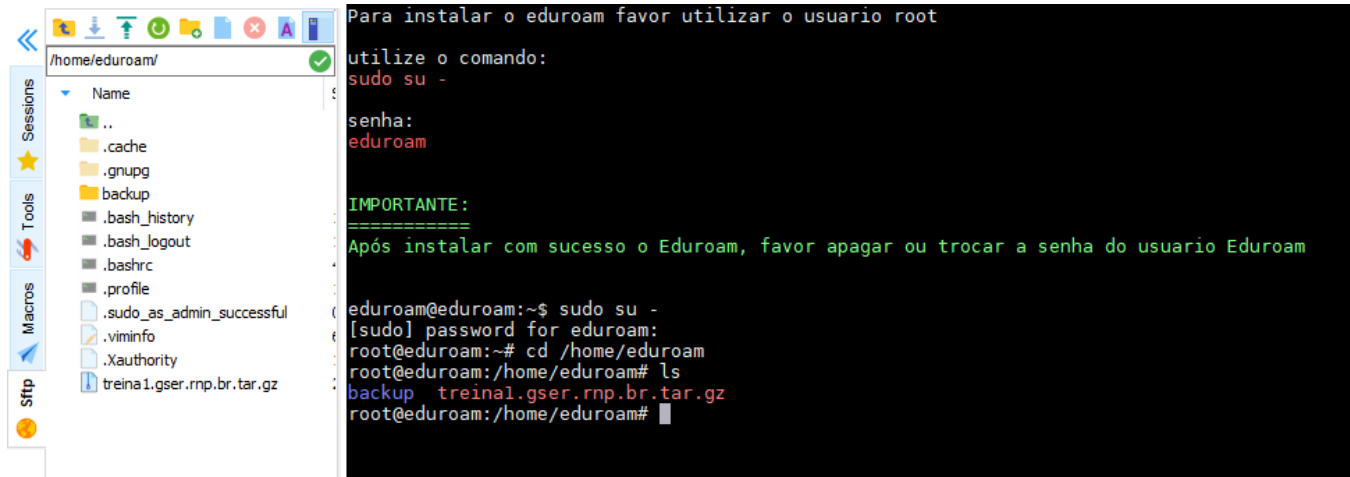 /home/eduroam/
Name
..
.cache
.gnupg
backup
.bash_history
.bash_logout
.bashrc
.profile
.sudo_as_admin_successful
.viminfo
.Xauthority
treina1.gser.rnp.br.tar.gz
Sessions
Tools
Macros
Sftp
Para instalar o eduroam favor utilizar o usuario root
utilize o comando:
sudo su -
senha:
eduroam
IMPORTANTE:
===========
Após instalar com sucesso o Eduroam, favor apagar ou trocar a senha do usuario Eduroam
eduroam@eduroam:~$ sudo su -
[sudo] password for eduroam:
root@eduroam:~# cd /home/eduroam
root@eduroam:/home/eduroam# ls
backup  treina1.gser.rnp.br.tar.gz
root@eduroam:/home/eduroam#